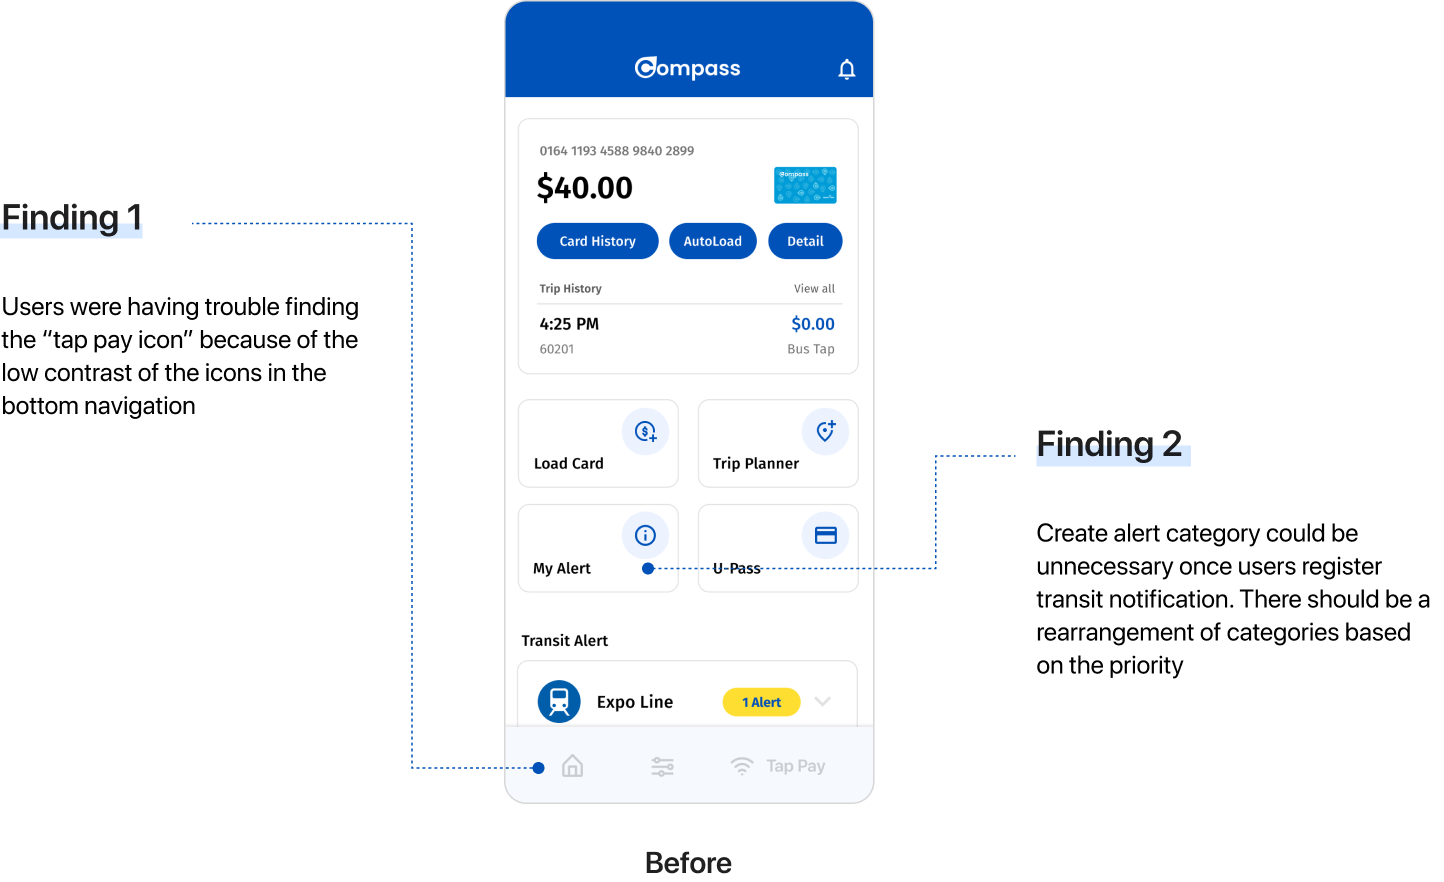 Compass
0164 1193 4588 9840 2899
$40.00
Compass
Card History
AutoLoad
Detail
Trip History
View all
4:25 PM
$0.00
60201
Bus Tap
Load Card
Trip Planner
My Alert
U-Pass
Transit Alert
Expo Line
1 Alert
Tap Pay
Finding 1
Users were having trouble finding
the “tap pay icon” because of the
low contrast of the icons in the
bottom navigation
Finding 2
Create alert category could be
unnecessary once users register
transit notification. There should be a
rearrangement of categories based
on the priority
Before